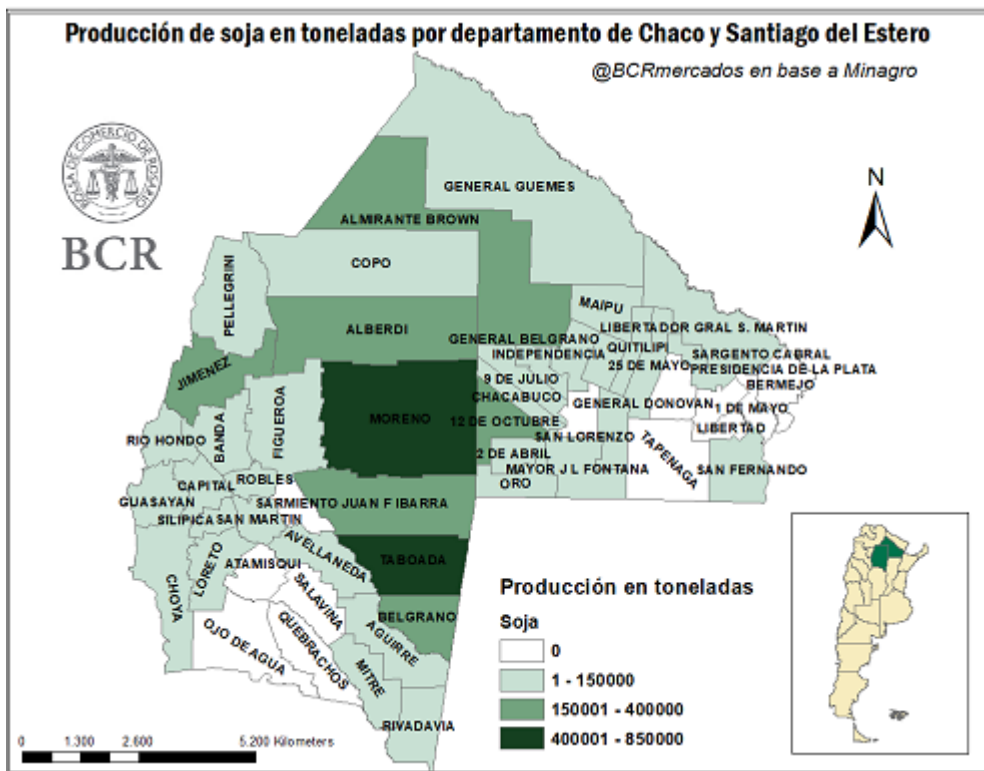 Producción de soja en toneladas por departamento de Chaco y Santiago del Estero
@BCRmercados en base a Minagro
BOLSA DE COMERCIO DE ROSARIO
BCR
N
GENERAL GUEMES
ALMIRANTE BROWN
COPO
PELLEGRINI
MAIPU
ALBERDI
LIBERTADOR GRAL S. MARTIN
GENERAL BELGRANO
INDEPENDENCIA
QUITILIPI
25 DE MAYO
SARGENTO CABRAL
PRESIDENCIA DE LA PLATA
BERMEJO
JIMENEZ
9 DE JULIO
CHACABUCO
GENERAL DONOVAN
1 DE MAYO
MORENO
12 DE OCTUBRE
LIBERTAD
FIGUEROA
BANDA
RIO HONDO
SAN LORENZO
TAPENAGA
2 DE ABRIL
MAYOR J L FONTANA
SAN FERNANDO
ORO
CAPITAL
ROBLES
GUASAYAN
SARMIENTO
JUAN F IBARRA
SILIPICA
SAN MARTIN
AVELLANEDA
TABOADA
LORETO
ATAMISQUI
CHOYA
SALAVINA
BELGRANO
OJO DE AGUA
QUEBRACHOS
AGUIRRE
MITRE
RIVADAVIA
Producción en toneladas
Soja
0
1 - 150000
150001 - 400000
400001 - 850000
0 1.300 2.600 5.200 Kilometers